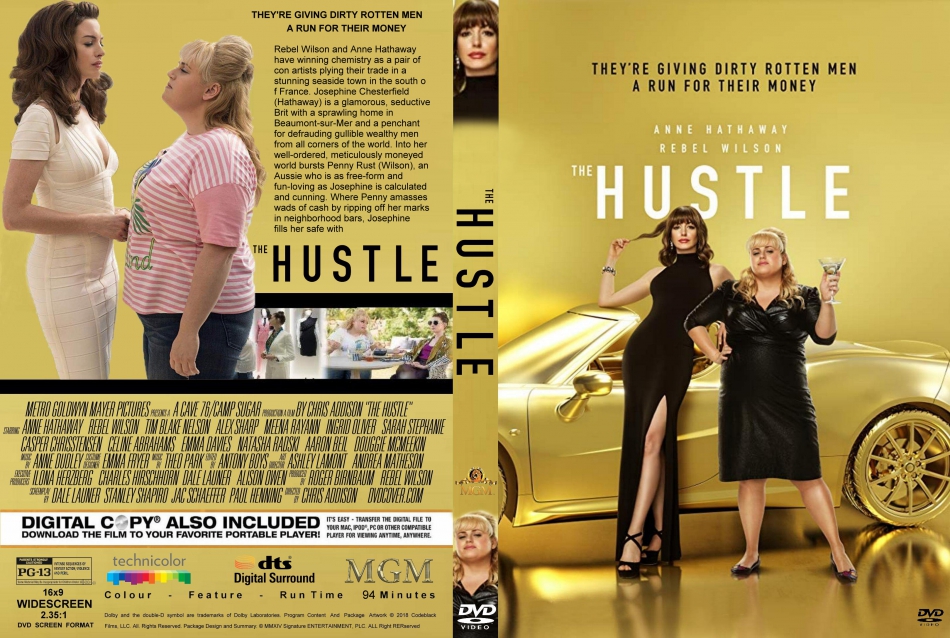 THEY'RE GIVING DIRTY ROTTEN MEN
A RUN FOR THEIR MONEY
Rebel Wilson and Anne Hathaway
have winning chemistry as a pair of
con artists plying their trade in a
stunning seaside town in the south o
f France. Josephine Chesterfield
(Hathaway) is a glamorous, seductive
Brit with a sprawling home in
Beaumont-sur-Mer and a penchant
for defrauding gullible wealthy men
from all corners of the world. Into her
well-ordered, meticulously moneyed
world bursts Penny Rust (Wilson), an
Aussie who is as free-form and
fun-loving as Josephine is calculated
and cunning. Where Penny amasses
wads of cash by ripping off her marks
in neighborhood bars, Josephine
fills her safe with
THE HUSTLE
METRO GOLDWYN MAYER PICTURES PRESENTS A A CAVE 76/CAMP SUGAR PRODUCTION A FILM BY CHRIS ADDISON "THE HUSTLE"
STARRING ANNE HATHAWAY REBEL WILSON TIM BLAKE NELSON ALEX SHARP MEENA RAYANN INGRID OLIVER SARAH STEPHANIE
CASPER CHRISTENSEN CELINE ABRAHAMS EMMA DAVIES NATASHA RADSKI AARON BEIL DOUGGIE MCMEEKIN
MUSIC BY ANNE DUDLEY COSTUME DESIGNER EMMA FRYER MUSIC BY THEO PARK EDITED BY ANTONY BOYS ART DIRECTOR ASHLEY LAMONT ANDREA MATHESON
EXECUTIVE PRODUCERS ILONA HERZBERG CHARLES HIRSCHHORN DALE LAUNER ALISON OWEN PRODUCED BY ROGER BIRNBAUM REBEL WILSON
SCREENPLAY BY DALE LAUNER STANLEY SHAPIRO JAC SCHAEFFER PAUL HENNING DIRECTED BY CHRIS ADDISON DVDCOVER.COM
DIGITAL COPY® ALSO INCLUDED
DOWNLOAD THE FILM TO YOUR FAVORITE PORTABLE PLAYER!
IT'S EASY - TRANSFER THE DIGITAL FILE TO
YOUR MAC, IPOD®, PC OR OTHER COMPATIBLE
PLAYER FOR VIEWING ANYTIME, ANYWHERE.
PG-13
16x9
WIDESCREEN
2.35:1
DVD SCREEN FORMAT
technicolor
dts
Digital Surround
MGM
Colour - Feature - Run Time 94 Minutes
Dolby and the double-D symbol are trademarks of Dolby Laboratories. Program Content And Package Artwork © 2018 Codeblack
Films, LLC. All Rights Reserved. Package Design and Summary © MMXIV Signature ENTERTAINMENT, PLC. ALL Right REReserved
THE HUSTLE
MGM
DVD
VIDEO
THEY'RE GIVING DIRTY ROTTEN MEN
A RUN FOR THEIR MONEY
ANNE HATHAWAY
REBEL WILSON
THE HUSTLE
DVD
VIDEO